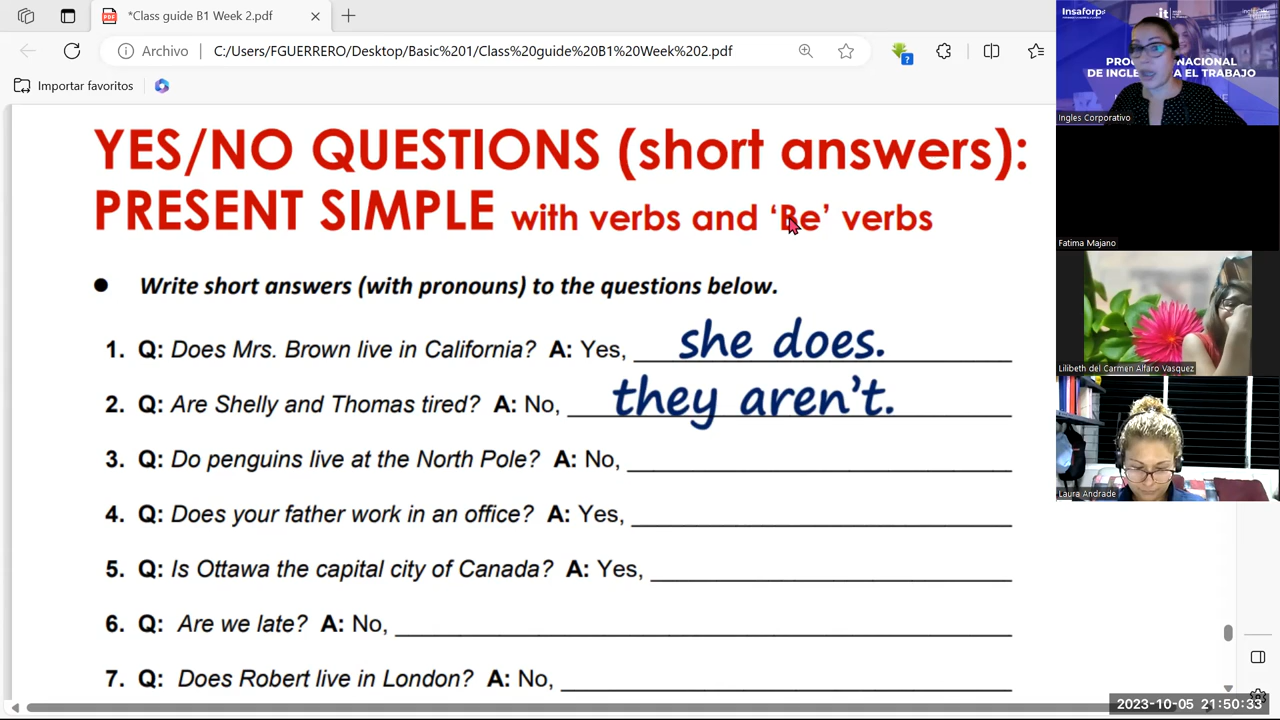 *Class guide B1 Week 2.pdf
Archivo
C:/Users/FGUERRERO/Desktop/Basic%201/Class%20guide%20B1%20Week%202.pdf
Importar favoritos
YES/NO QUESTIONS (short answers):
PRESENT SIMPLE with verbs and ‘Be’ verbs
● Write short answers (with pronouns) to the questions below.
1. Q: Does Mrs. Brown live in California? A: Yes, she does.
2. Q: Are Shelly and Thomas tired? A: No, they aren’t.
3. Q: Do penguins live at the North Pole? A: No,
4. Q: Does your father work in an office? A: Yes,
5. Q: Is Ottawa the capital city of Canada? A: Yes,
6. Q: Are we late? A: No,
7. Q: Does Robert live in London? A: No,
Insaforp
Ingles Corporativo
Fatima Majano
Lilibeth del Carmen Alfaro Vasquez
Laura Andrade
2023-10-05 21:50:33